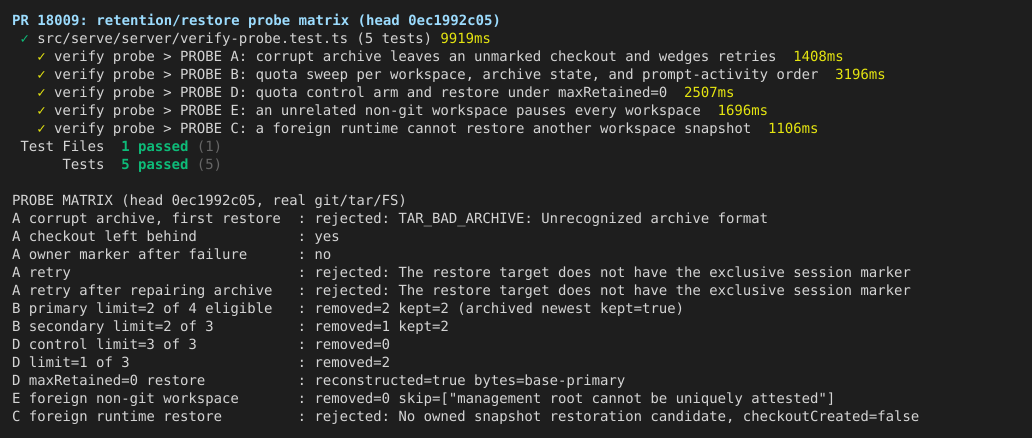 PR 18009: retention/restore probe matrix (head 0ec1992c05)
✓ src/serve/server/verify-probe.test.ts (5 tests) 9919ms
✓ verify probe > PROBE A: corrupt archive leaves an unmarked checkout and wedges retries 1408ms
✓ verify probe > PROBE B: quota sweep per workspace, archive state, and prompt-activity order 3196ms
✓ verify probe > PROBE D: quota control arm and restore under maxRetained=0 2507ms
✓ verify probe > PROBE E: an unrelated non-git workspace pauses every workspace 1696ms
✓ verify probe > PROBE C: a foreign runtime cannot restore another workspace snapshot 1106ms
Test Files 1 passed (1)
Tests 5 passed (5)
PROBE MATRIX (head 0ec1992c05, real git/tar/FS)
A corrupt archive, first restore : rejected: TAR_BAD_ARCHIVE: Unrecognized archive format
A checkout left behind : yes
A owner marker after failure : no
A retry : rejected: The restore target does not have the exclusive session marker
A retry after repairing archive : rejected: The restore target does not have the exclusive session marker
B primary limit=2 of 4 eligible : removed=2 kept=2 (archived newest kept=true)
B secondary limit=2 of 3 : removed=1 kept=2
D control limit=3 of 3 : removed=0
D limit=1 of 3 : removed=2
D maxRetained=0 restore : reconstructed=true bytes=base-primary
E foreign non-git workspace : removed=0 skip=["management root cannot be uniquely attested"]
C foreign runtime restore : rejected: No owned snapshot restoration candidate, checkoutCreated=false